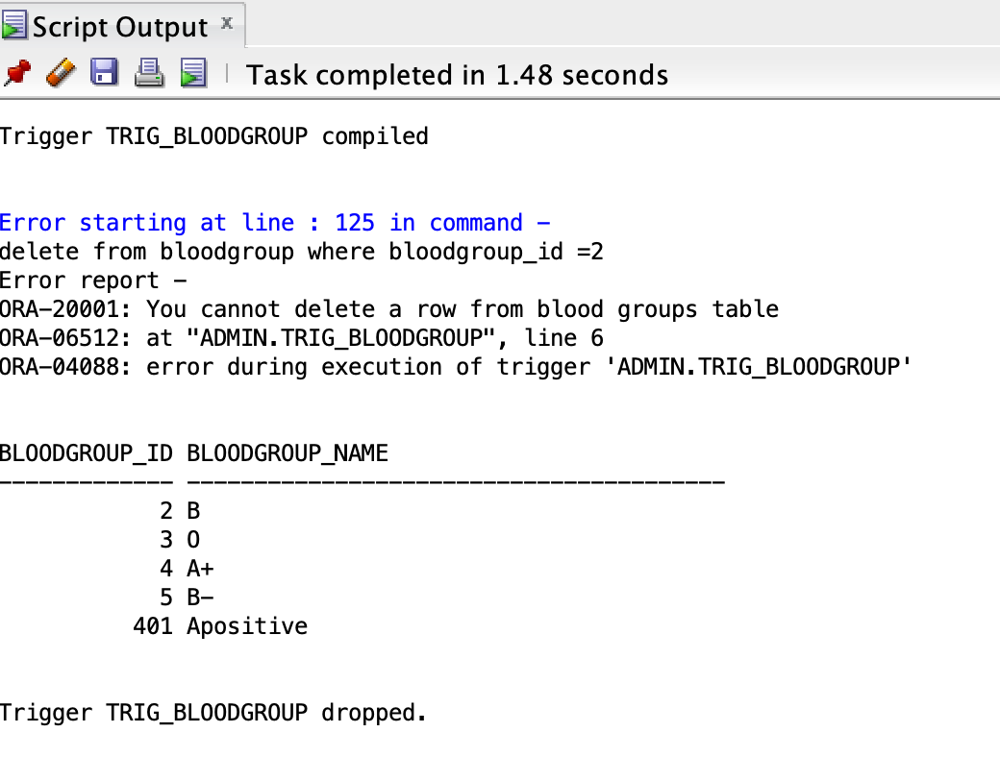 Script Output x
Task completed in 1.48 seconds
Trigger TRIG_BLOODGROUP compiled
Error starting at line : 125 in command -
delete from bloodgroup where bloodgroup_id =2
Error report -
ORA-20001: You cannot delete a row from blood groups table
ORA-06512: at "ADMIN.TRIG_BLOODGROUP", line 6
ORA-04088: error during execution of trigger 'ADMIN.TRIG_BLOODGROUP'
BLOODGROUP_ID BLOODGROUP_NAME
------------- ----------------------------------------
2 B
3 O
4 A+
5 B-
401 Apositive
Trigger TRIG_BLOODGROUP dropped.